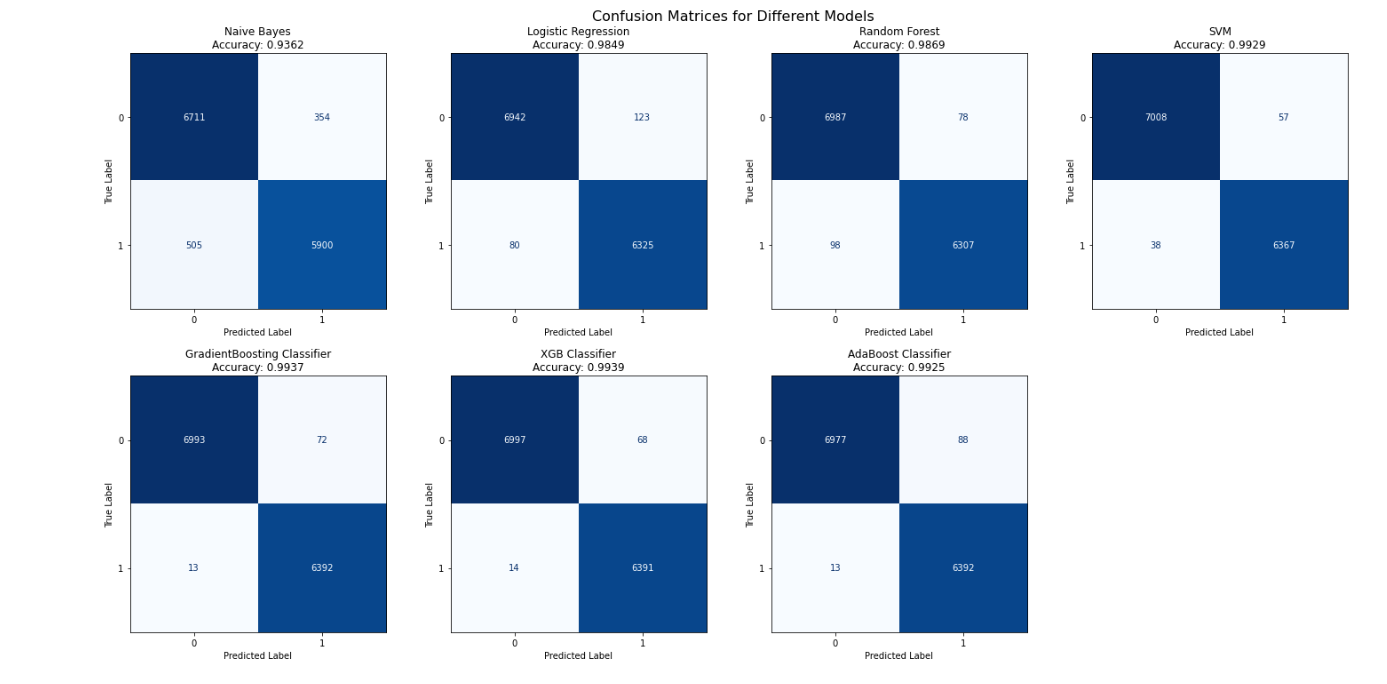 Confusion Matrices for Different Models
Naive Bayes
Accuracy: 0.9362
0
6711
354
True Label
1
505
5900
0
1
Predicted Label
Logistic Regression
Accuracy: 0.9849
0
6942
123
True Label
1
80
6325
0
1
Predicted Label
Random Forest
Accuracy: 0.9869
0
6987
78
True Label
1
98
6307
0
1
Predicted Label
SVM
Accuracy: 0.9929
0
7008
57
True Label
1
38
6367
0
1
Predicted Label
GradientBoosting Classifier
Accuracy: 0.9937
0
6993
72
True Label
1
13
6392
0
1
Predicted Label
XGB Classifier
Accuracy: 0.9939
0
6997
68
True Label
1
14
6391
0
1
Predicted Label
AdaBoost Classifier
Accuracy: 0.9925
0
6977
88
True Label
1
13
6392
0
1
Predicted Label